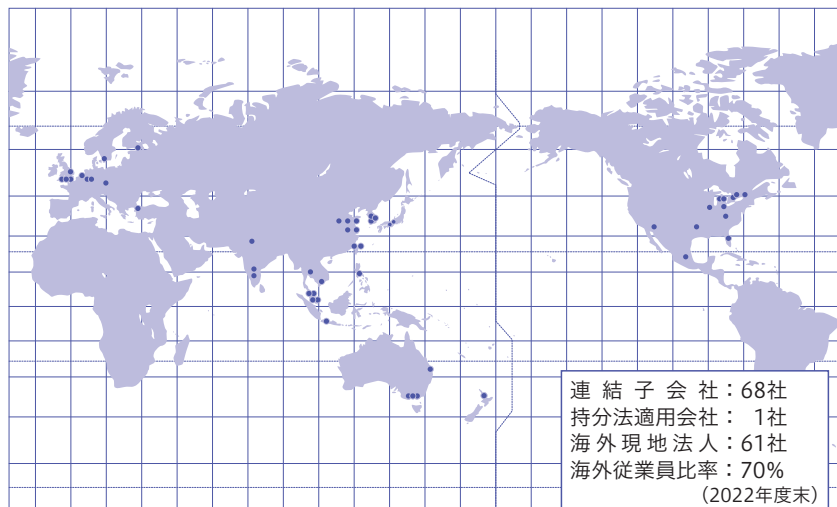 連結子会社：68社
持分法適用会社： 1社
海外現地法人：61社
海外従業員比率：70%
（2022年度末）